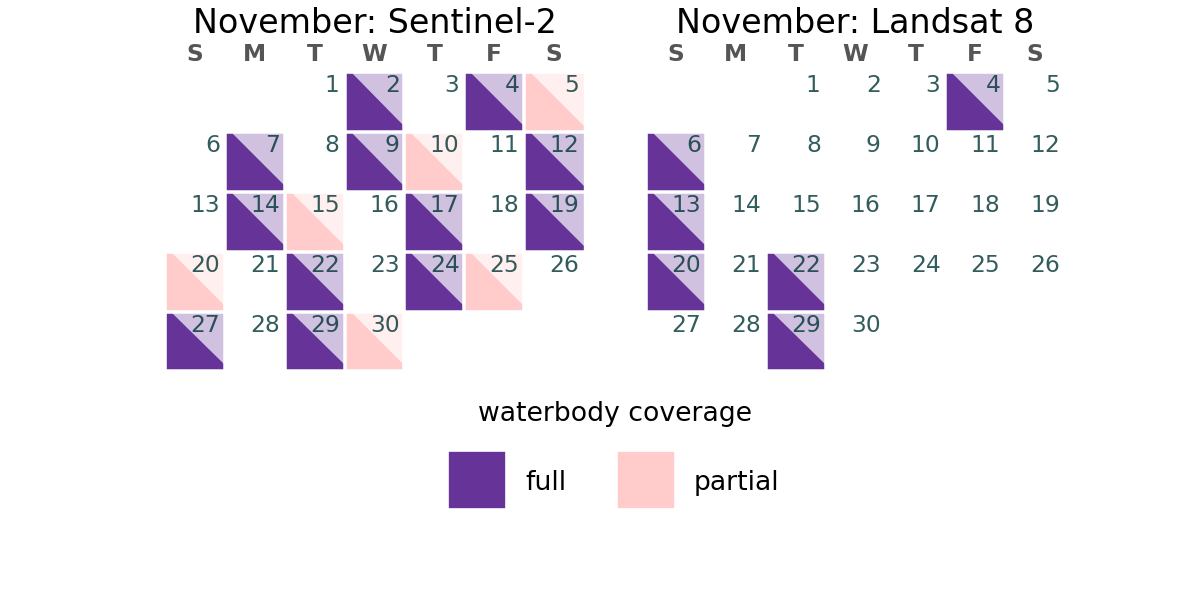 November: Sentinel-2
S M T W T F S
1 2 3 4 5
6 7 8 9 10 11 12
13 14 15 16 17 18 19
20 21 22 23 24 25 26
27 28 29 30
November: Landsat 8
S M T W T F S
1 2 3 4 5
6 7 8 9 10 11 12
13 14 15 16 17 18 19
20 21 22 23 24 25 26
27 28 29 30
waterbody coverage
full
partial